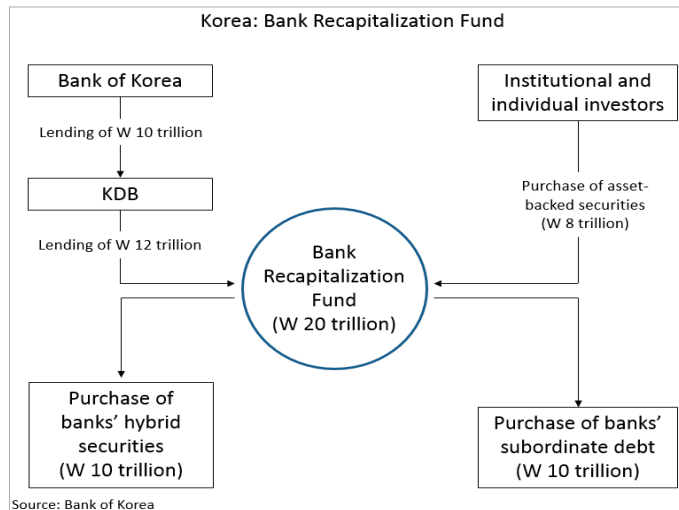 Korea: Bank Recapitalization Fund
Bank of Korea
Institutional and
individual investors
Lending of W 10 trillion
KDB
Purchase of asset-
backed securities
(W 8 trillion)
Lending of W 12 trillion
Bank
Recapitalization
Fund
(W 20 trillion)
Purchase of
banks’ hybrid
securities
(W 10 trillion)
Purchase of banks’
subordinate debt
(W 10 trillion)
Source: Bank of Korea